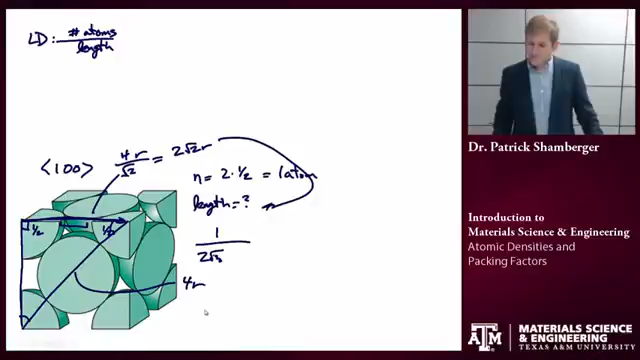 LD: # atoms
length
<100> 4r
√2 = 2√2 r
n = 2 · 1/2 = 1 atom
length = ?
1/2
1/2
1
2√2
4r
Dr. Patrick Shamberger
Introduction to
Materials Science & Engineering
Atomic Densities and
Packing Factors
ATM
MATERIALS SCIENCE
& ENGINEERING
TEXAS A&M UNIVERSITY